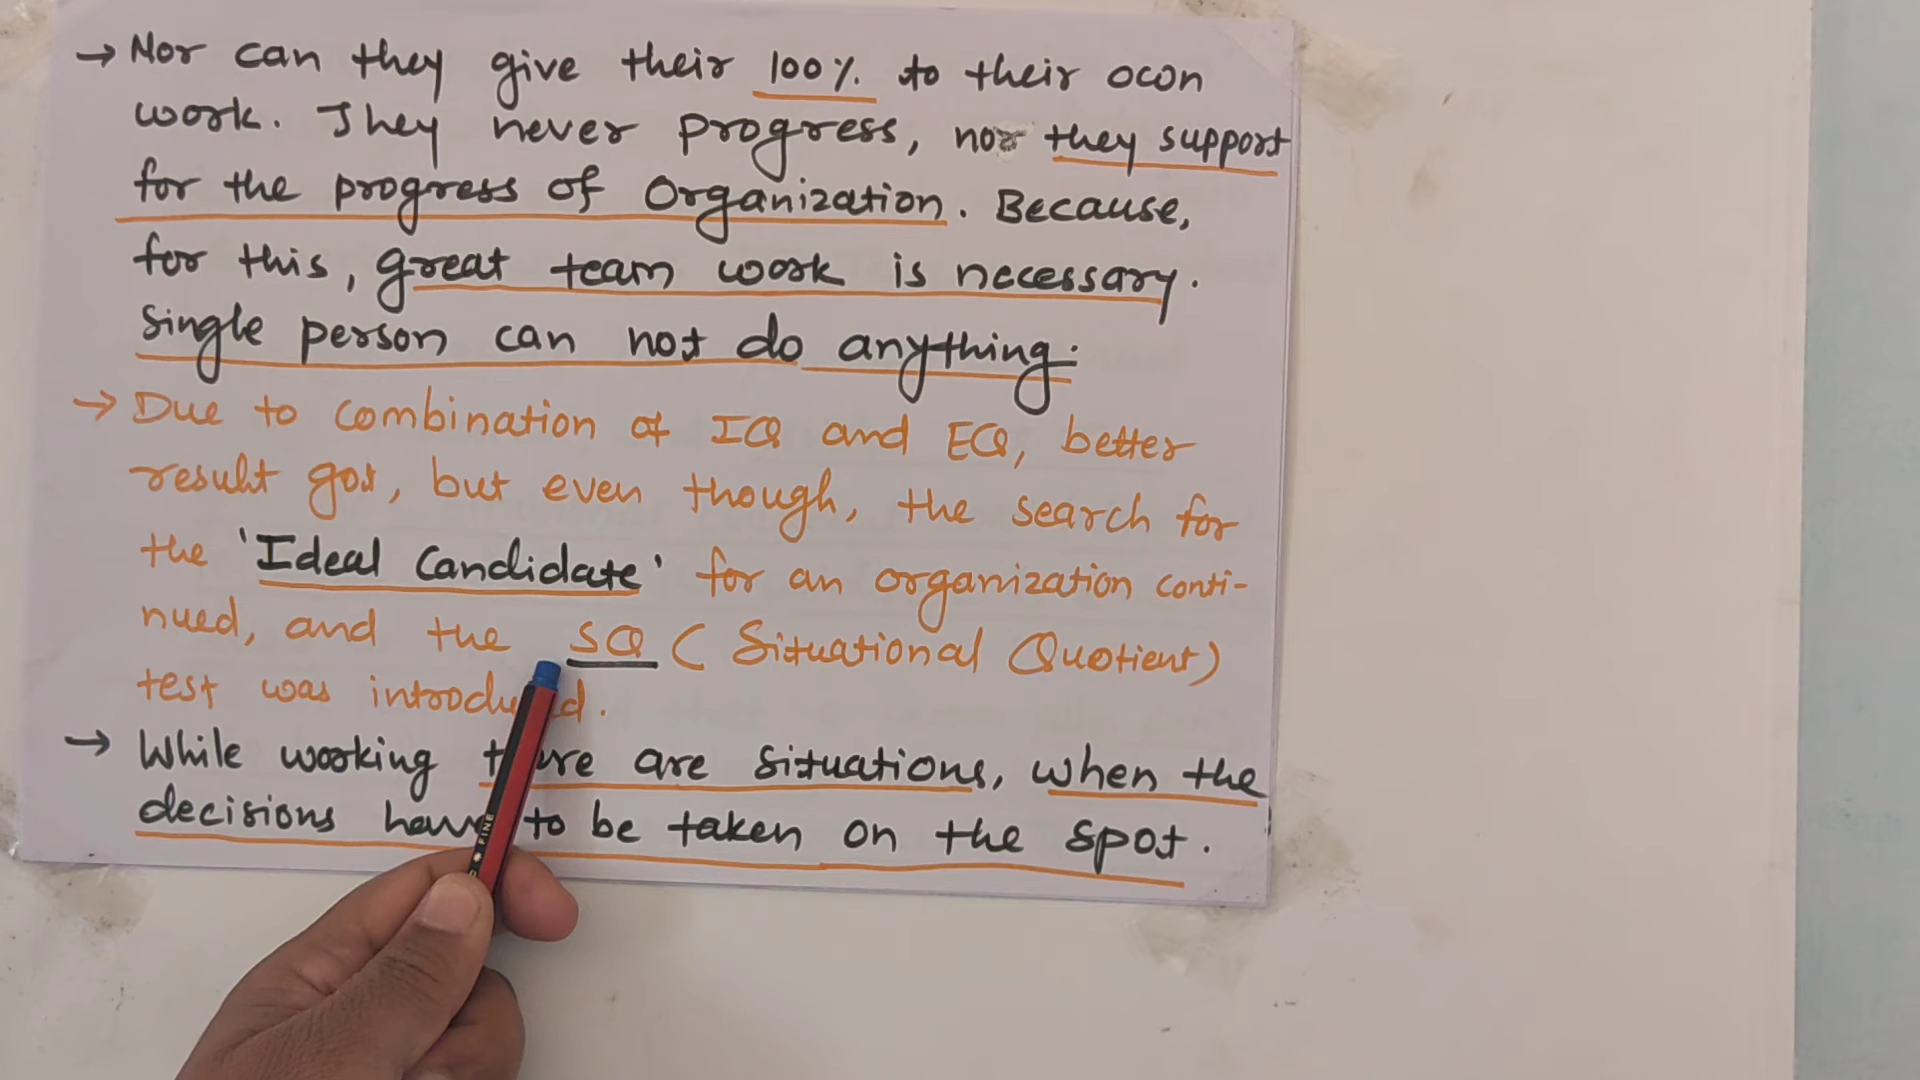 → Nor can they give their 100% to their own
work. They never progress, nor they support
for the progress of Organization. Because,
for this, great team work is necessary.
Single person can not do anything.
→ Due to combination of IQ and EQ, better
result got, but even though, the search for
the 'Ideal Candidate' for an organization conti-
nued, and the SQ (Situational Quotient)
test was introduced.
→ While working there are situations, when the
decisions have to be taken on the spot.
FINE